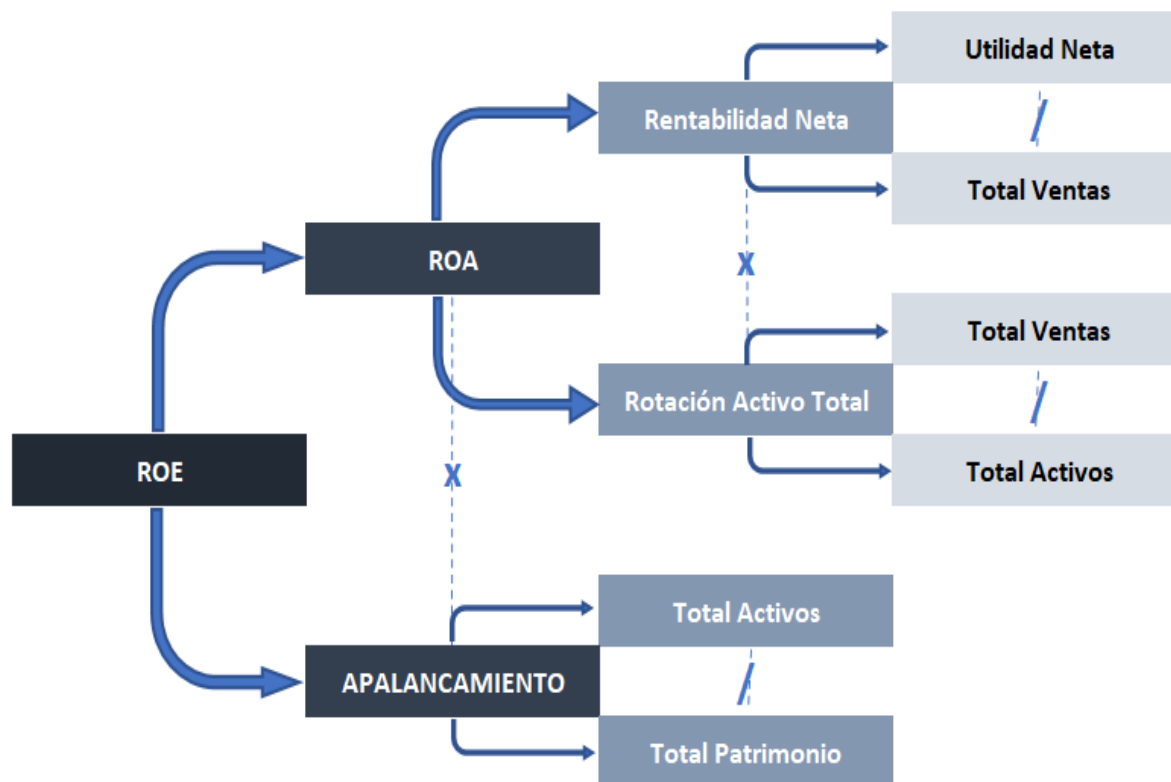 Utilidad Neta
Rentabilidad Neta
/
Total Ventas
ROA
X
Total Ventas
Rotación Activo Total
/
Total Activos
ROE
X
Total Activos
APALANCAMIENTO
/
Total Patrimonio